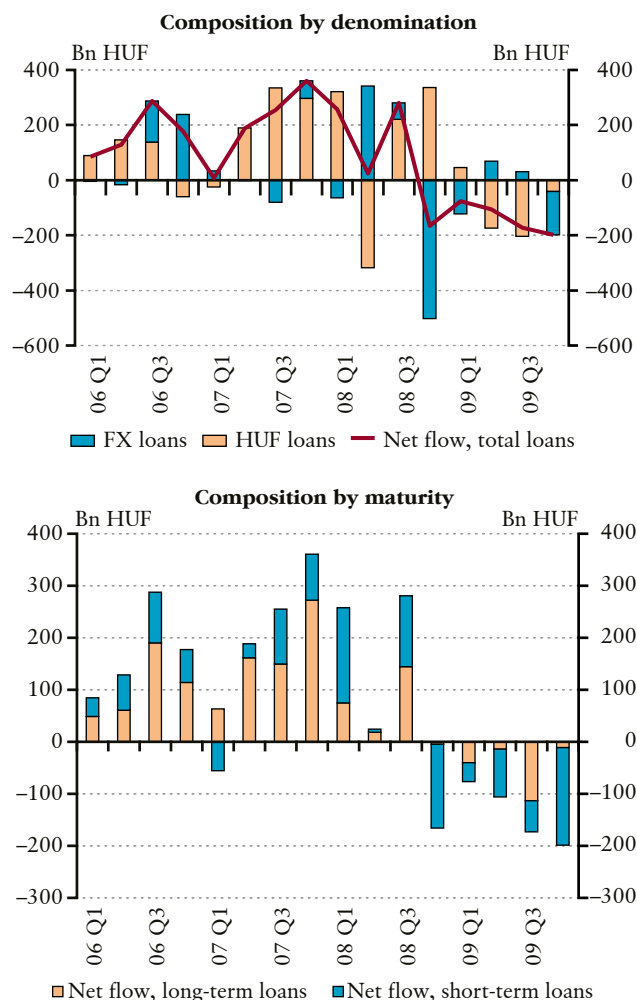 Composition by denomination
Bn HUF Bn HUF
400 400
200 200
0 0
−200 −200
−400 −400
−600 −600
06 Q1 06 Q3 07 Q1 07 Q3 08 Q1 08 Q3 09 Q1 09 Q3
FX loans HUF loans Net flow, total loans
Composition by maturity
Bn HUF Bn HUF
400 400
300 300
200 200
100 100
0 0
−100 −100
−200 −200
−300 −300
06 Q1 06 Q3 07 Q1 07 Q3 08 Q1 08 Q3 09 Q1 09 Q3
Net flow, long-term loans Net flow, short-term loans